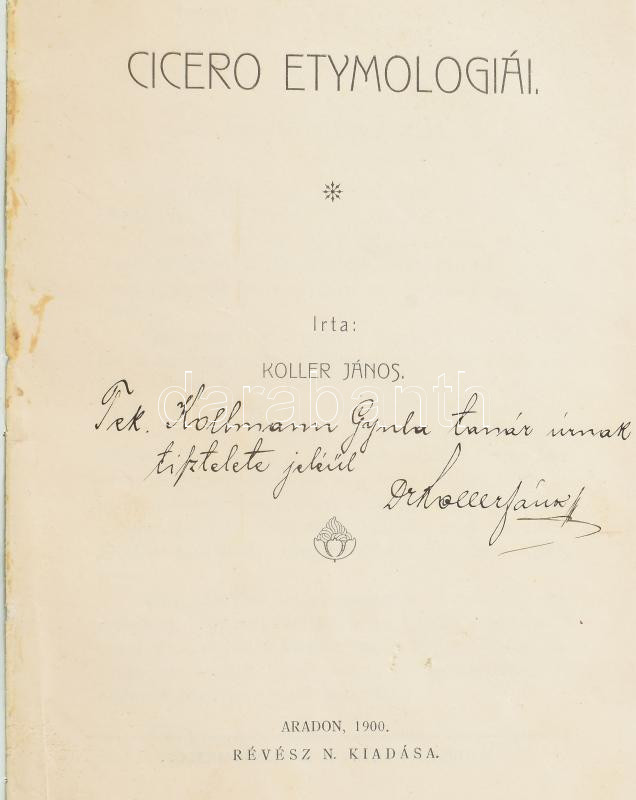 CICERO ETYMOLOGIÁI.
Irta:
KOLLER JÁNOS.
darabanth
Tek. Kollmann Gyula tanár úrnak
tisztelete jeléül
Dr Koller János
ARADON, 1900.
RÉVÉSZ N. KIADÁSA.